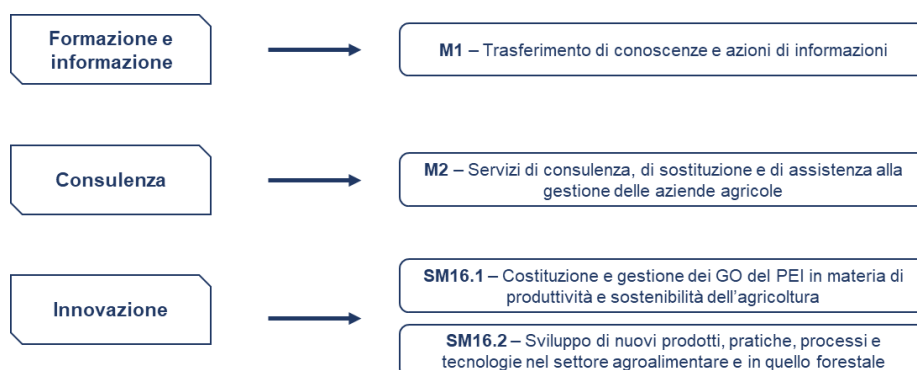 Formazione e
informazione
M1 – Trasferimento di conoscenze e azioni di informazioni
Consulenza
M2 – Servizi di consulenza, di sostituzione e di assistenza alla
gestione delle aziende agricole
Innovazione
SM16.1 – Costituzione e gestione dei GO del PEI in materia di
produttività e sostenibilità dell’agricoltura
SM16.2 – Sviluppo di nuovi prodotti, pratiche, processi e
tecnologie nel settore agroalimentare e in quello forestale